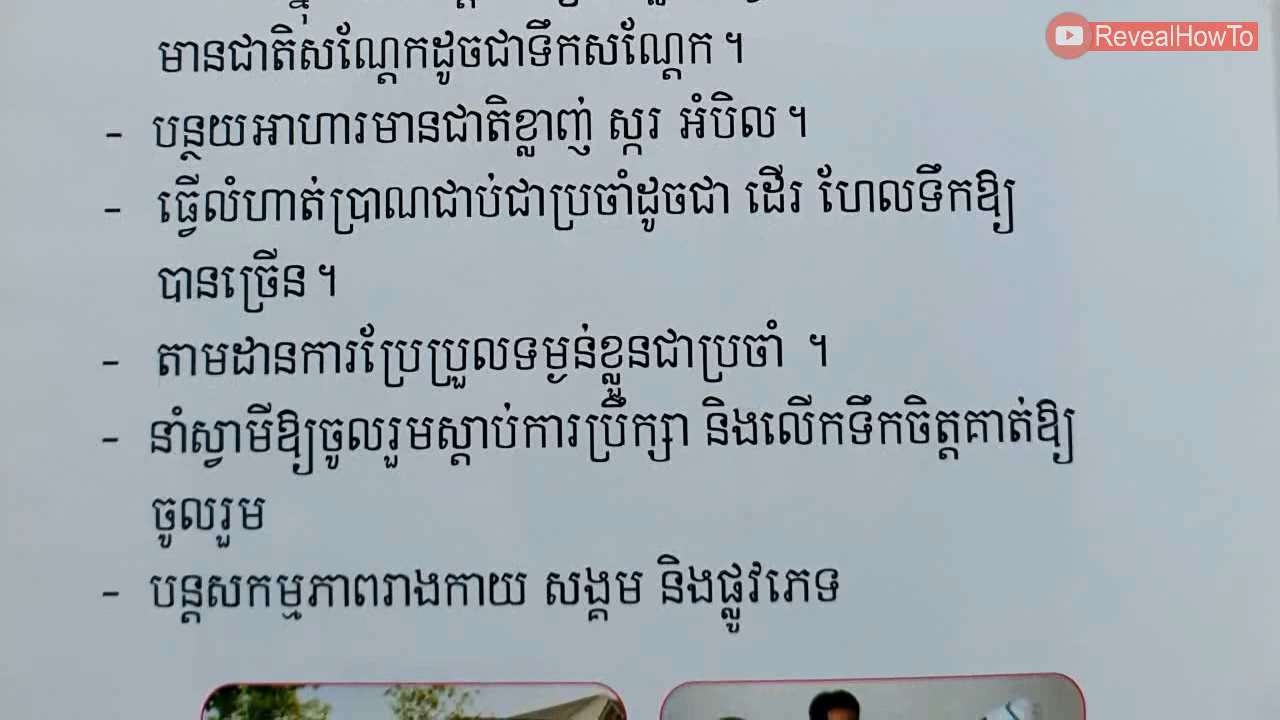 RevealHowTo
មានជាតិសណ្តែកដូចជាទឹកសណ្តែក។
- បន្ថយអាហារមានជាតិខ្លាញ់ ស្ករ អំបិល។
- ធ្វើលំហាត់ប្រាណជាប់ជាប្រចាំដូចជា ដើរ ហែលទឹកឱ្យ
បានច្រើន។
- តាមដានការប្រែប្រួលទម្ងន់ខ្លួនជាប្រចាំ ។
- នាំស្វាមីឱ្យចូលរួមស្តាប់ការប្រឹក្សា និងលើកទឹកចិត្តគាត់ឱ្យ
ចូលរួម
- បន្តសកម្មភាពរាងកាយ សង្គម និងផ្លូវភេទ